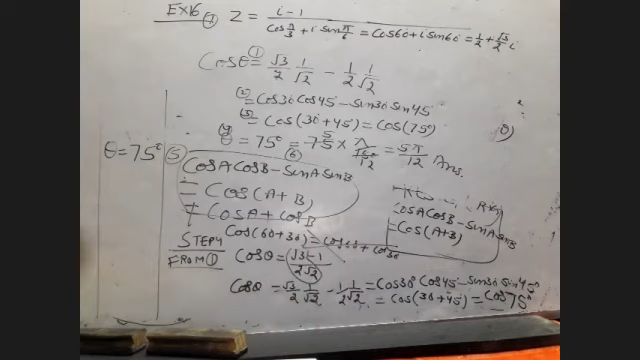 EX16 (7) Z = i-1 / cos π/3 + i sin π/6 = cos60+i sin60 = 1/2 + √3/2 i
(1) Cosθ = √3/2 1/√2 - 1/2 1/√2
(2) = Cos30 Cos45 - Sin30 Sin45
(3) = Cos(30+45) = Cos(75°)
(4) θ = 75° = 75 × π/180 = 5π/12 Ans.
θ = 75° (5) (6)
CosA CosB - SinA SinB
= Cos(A+B)
≠ CosA + CosB
Cos(60+30) = cos60 + cos30
CosA CosB - SinA SinB
= Cos(A+B)
STEP4
FROM (1) Cosθ = √3-1 / 2√2
Cosθ = √3/2 1/√2 - 1/2 1/√2 = Cos30° Cos45 - Sin30 Sin45
= Cos(30+45) = Cos75°